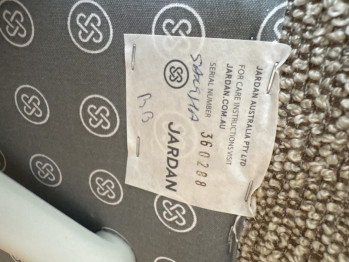 JARDAN AUSTRALIA PTY LTD
FOR CARE INSTRUCTIONS VISIT
JARDAN.COM.AU
SERIAL NUMBER 360288
JARDAN